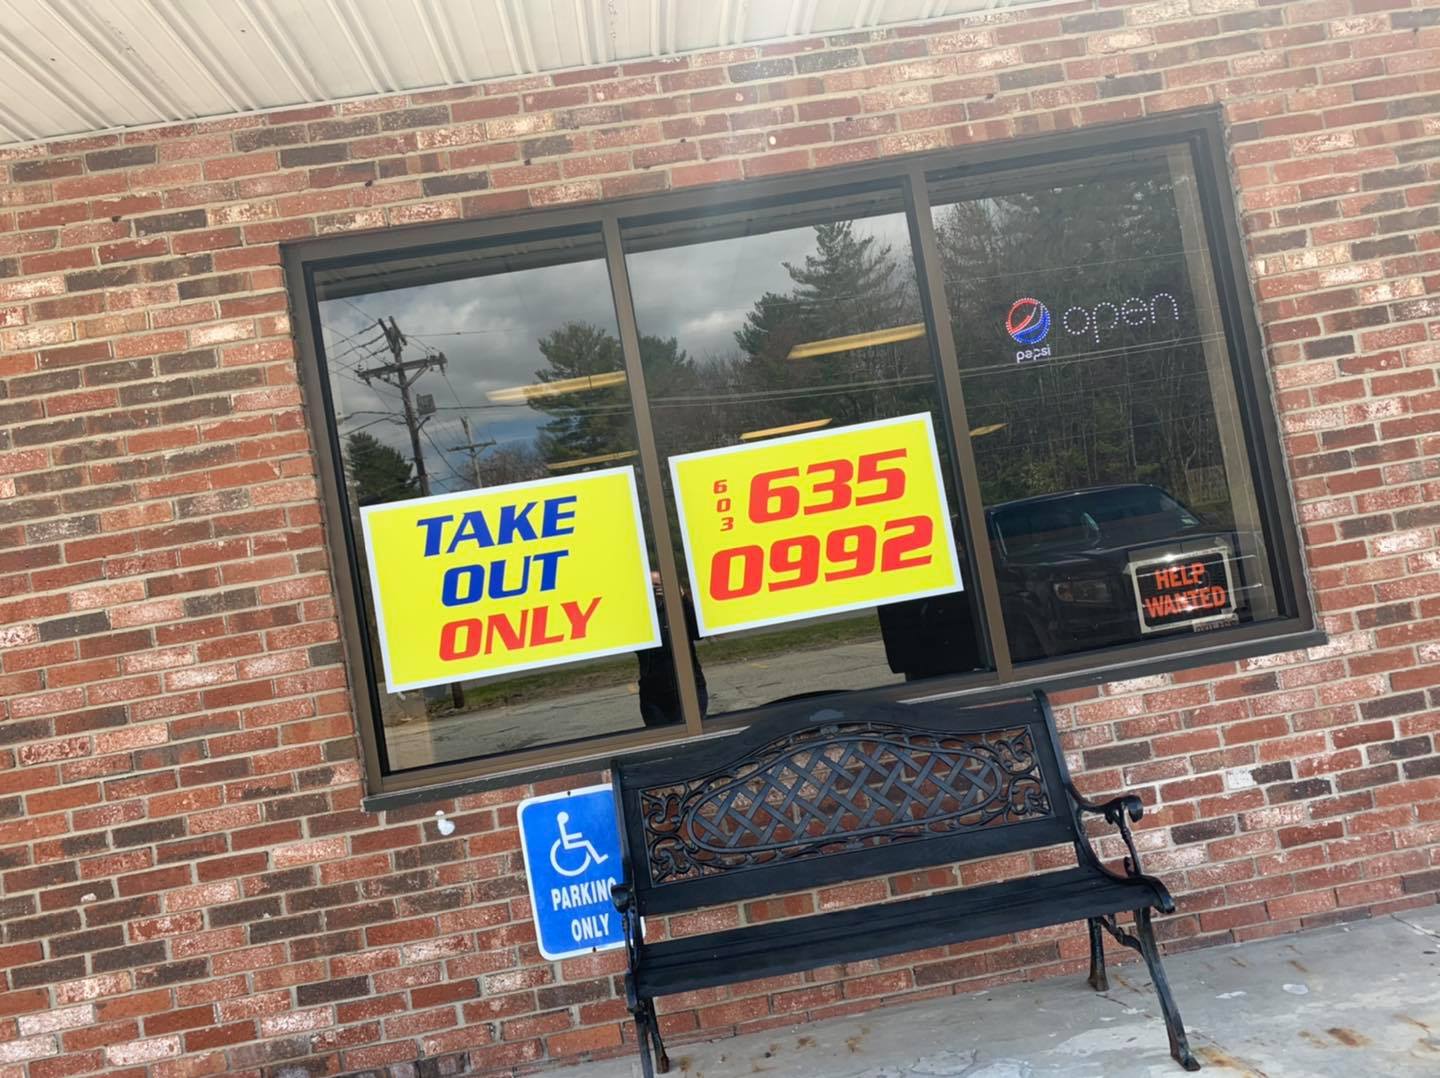 TAKE
OUT
ONLY
603
635
0992
pepsi
open
HELP
WANTED
PARKING
ONLY